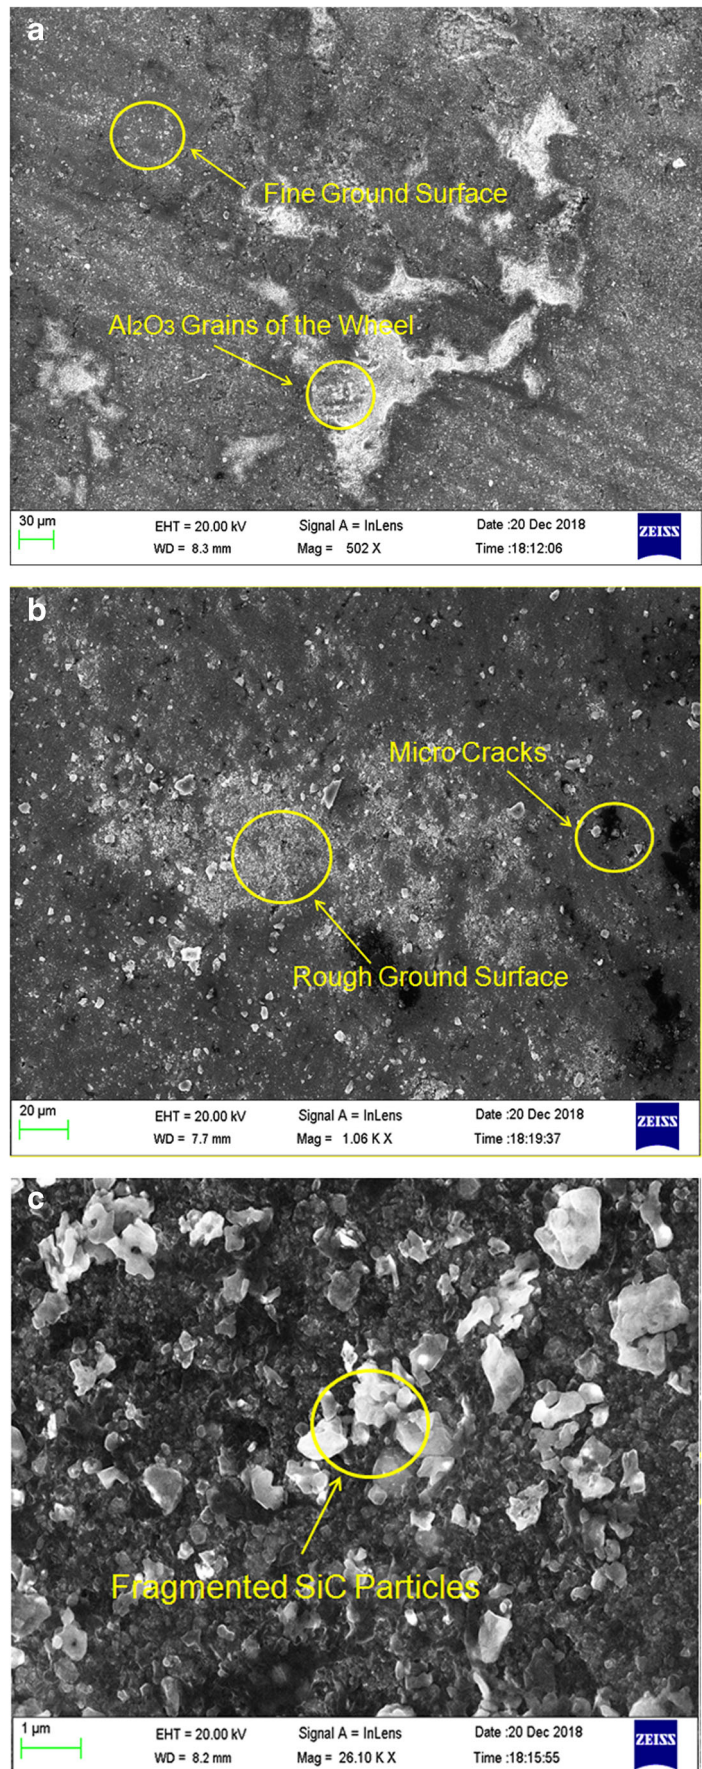 a
Fine Ground Surface
Al2O3 Grains of the Wheel
30 µm
EHT = 20.00 kV
Signal A = InLens
Date :20 Dec 2018
ZEISS
WD = 8.3 mm
Mag = 502 X
Time :18:12:06
b
Micro Cracks
Rough Ground Surface
20 µm
EHT = 20.00 kV
Signal A = InLens
Date :20 Dec 2018
ZEISS
WD = 7.7 mm
Mag = 1.06 K X
Time :18:19:37
c
Fragmented SiC Particles
1 µm
EHT = 20.00 kV
Signal A = InLens
Date :20 Dec 2018
ZEISS
WD = 8.2 mm
Mag = 26.10 K X
Time :18:15:55